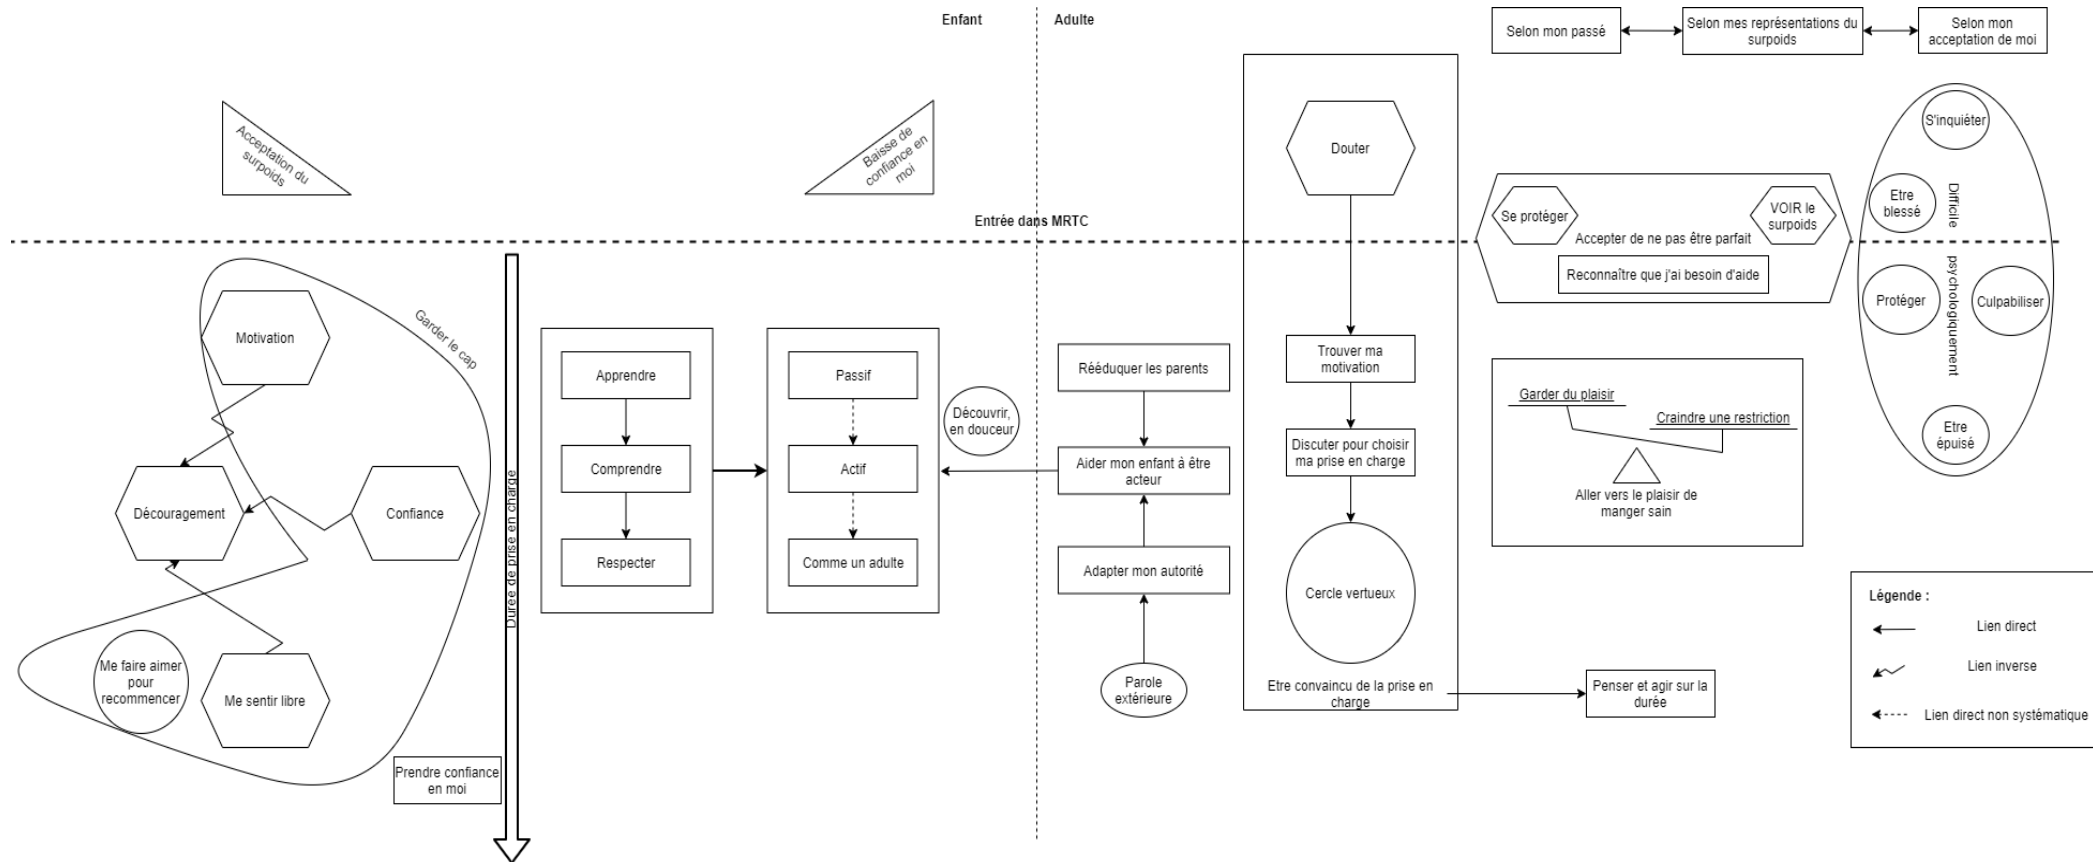 Enfant
Adulte
Selon mon passé
Selon mes représentations du
surpoids
Selon mon
acceptation de moi
Acceptation du
surpoids
Baisse de
confiance en
moi
Douter
S'inquiéter
Etre
blessé
Difficile
psychologiquement
Se protéger
VOIR le
surpoids
Accepter de ne pas être parfait
Reconnaître que j'ai besoin d'aide
Protéger
Culpabiliser
Etre
épuisé
Entrée dans MRTC
Motivation
Garder le cap
Découragement
Confiance
Me faire aimer
pour
recommencer
Me sentir libre
Prendre confiance
en moi
Durée de prise en charge
Apprendre
Comprendre
Respecter
Passif
Actif
Comme un adulte
Découvrir,
en douceur
Rééduquer les parents
Aider mon enfant à être
acteur
Adapter mon autorité
Parole
extérieure
Trouver ma
motivation
Discuter pour choisir
ma prise en charge
Cercle vertueux
Etre convaincu de la prise en
charge
Penser et agir sur la
durée
Garder du plaisir
Craindre une restriction
Aller vers le plaisir de
manger sain
Légende :
Lien direct
Lien inverse
Lien direct non systématique